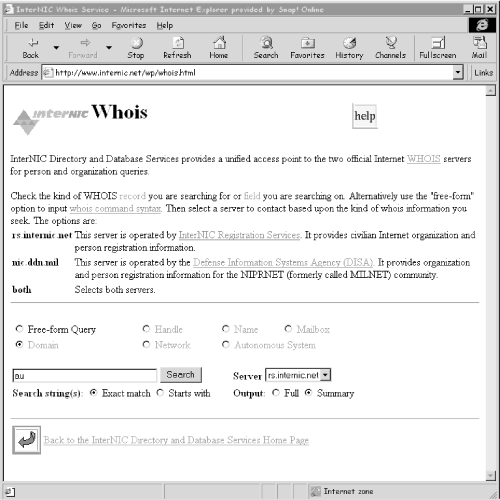 InterNIC Whois Service - Microsoft Internet Explorer provided by Snap! Online
File Edit View Go Favorites Help
Back Forward Stop Refresh Home Search Favorites History Channels Fullscreen Mail
Address http://www.internic.net/wp/whois.html Links
InterNIC Whois
help
InterNIC Directory and Database Services provides a unified access point to the two official Internet WHOIS servers
for person and organization queries.
Check the kind of WHOIS record you are searching for or field you are searching on. Alternatively use the "free-form"
option to input whois command syntax. Then select a server to contact based upon the kind of whois information you
seek. The options are:
rs.internic.net This server is operated by InterNIC Registration Services. It provides civilian Internet organization and
person registration information.
nic.ddn.mil This server is operated by the Defense Information Systems Agency (DISA). It provides organization
and person registration information for the NIPRNET (formerly called MILNET) community.
both Selects both servers.
Free-form Query Handle Name Mailbox
Domain Network Autonomous System
au Search Server rs.internic.net
Search string(s): Exact match Starts with Output: Full Summary
Back to the InterNIC Directory and Database Services Home Page
Internet zone